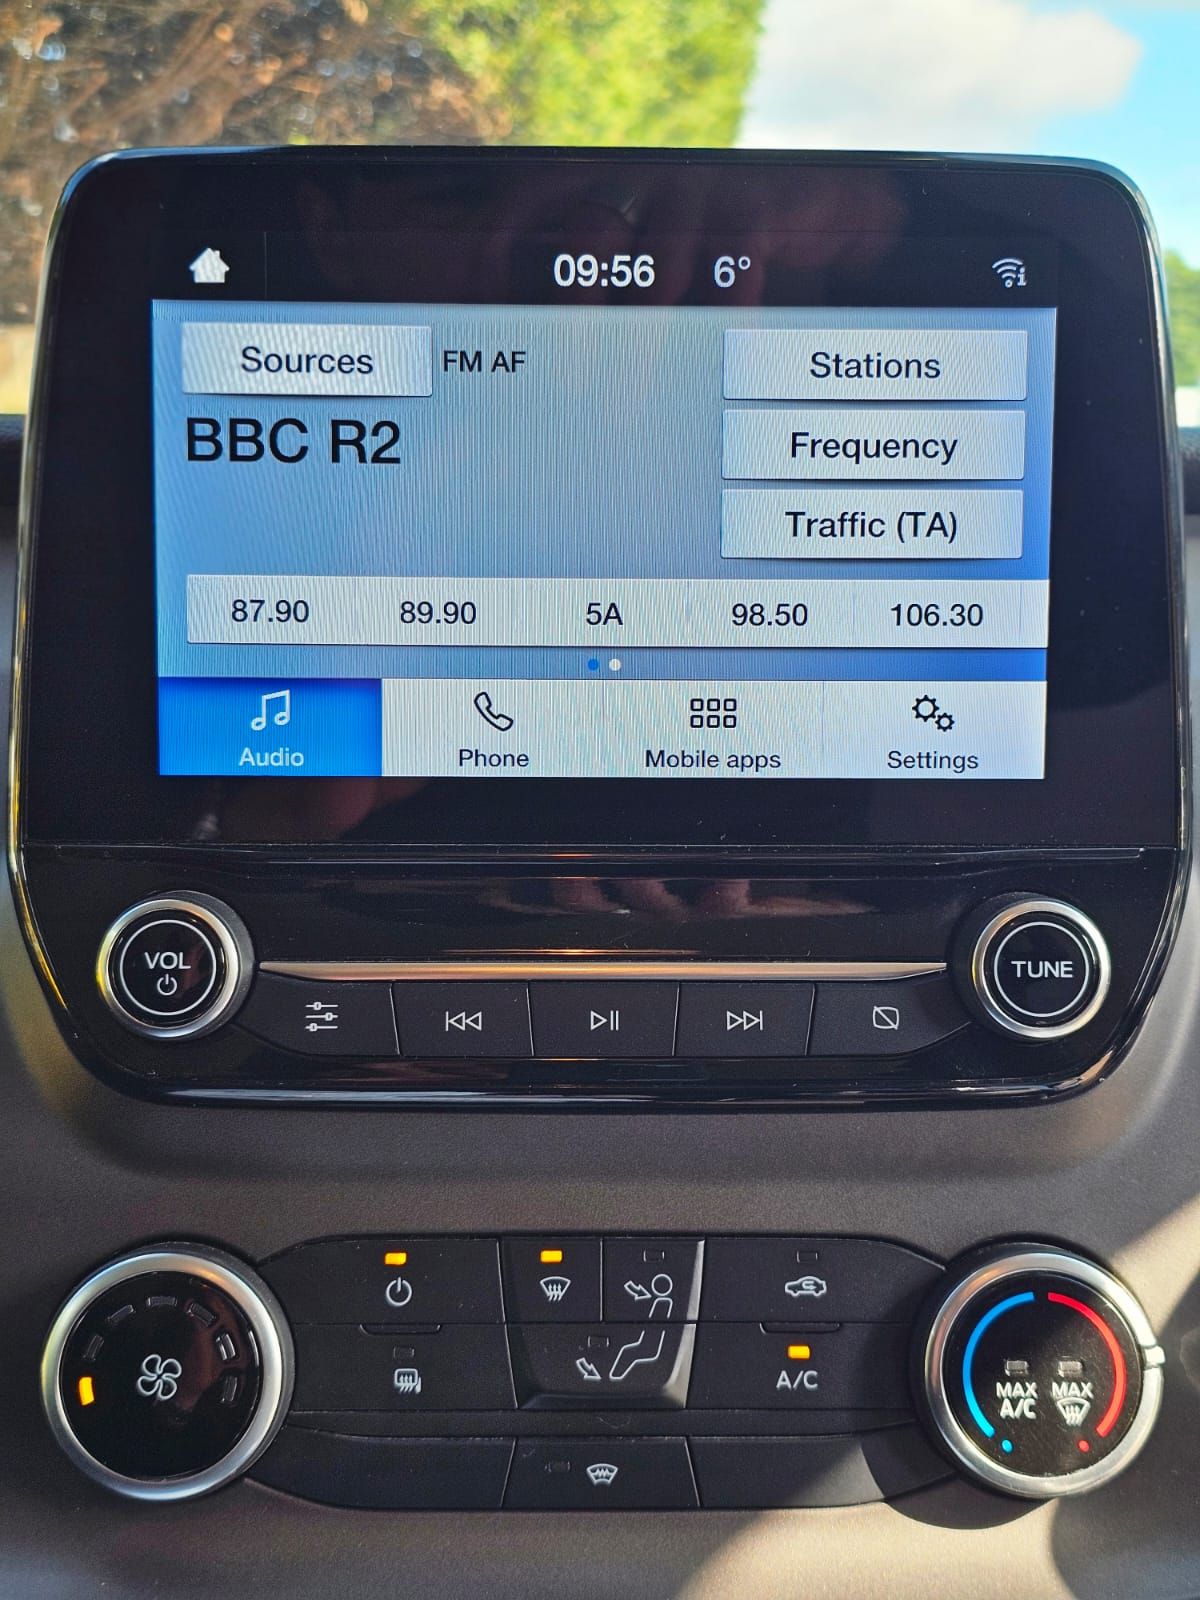 09:56 6°
Sources FM AF Stations
BBC R2 Frequency
Traffic (TA)
87.90 89.90 5A 98.50 106.30
Audio Phone Mobile apps Settings
VOL TUNE
A/C
MAX A/C MAX